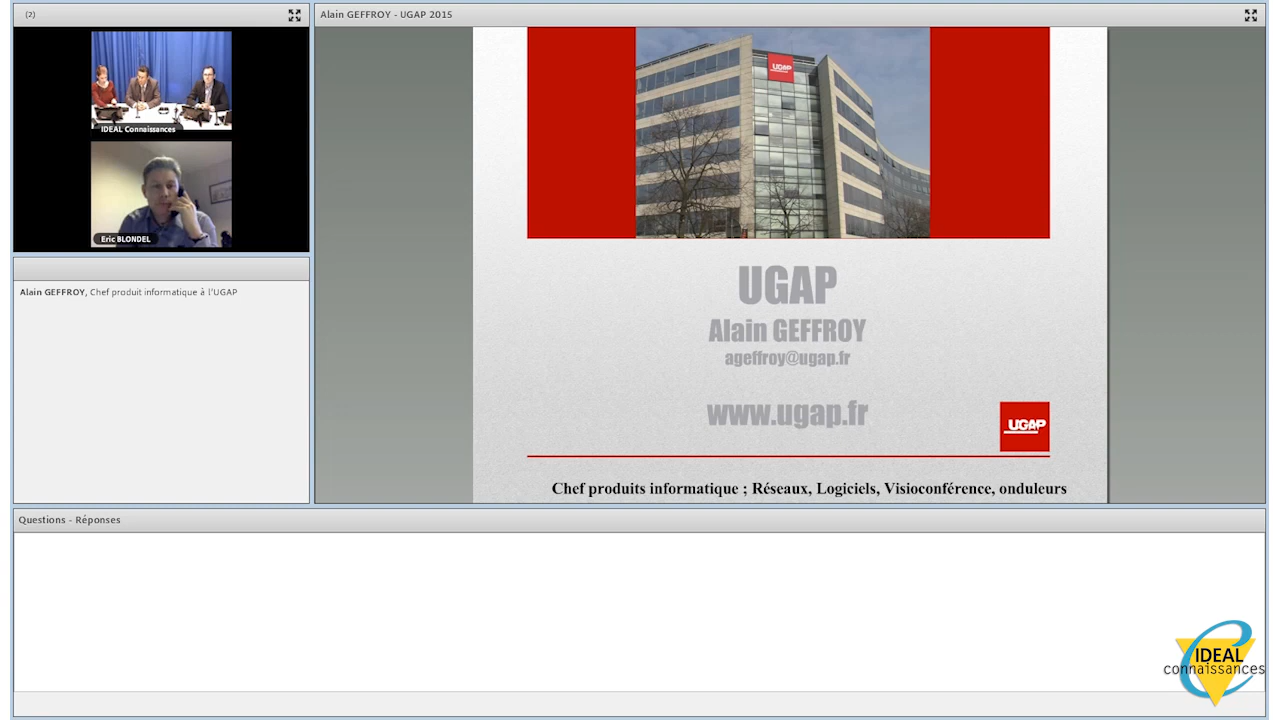 (2)
Alain GEFFROY - UGAP 2015
IDEAL Connaissances
Eric BLONDEL
Alain GEFFROY, Chef produit informatique à l'UGAP
UGAP
UGAP
Alain GEFFROY
ageffroy@ugap.fr
www.ugap.fr
UGAP
Chef produits informatique ; Réseaux, Logiciels, Visioconférence, onduleurs
Questions - Réponses
IDEAL
connaissances